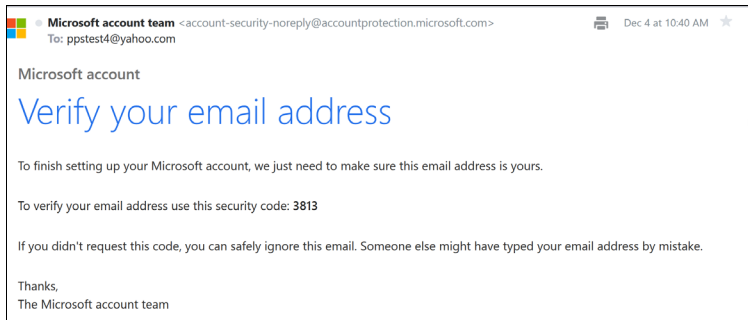 Microsoft account team <account-security-noreply@accountprotection.microsoft.com> Dec 4 at 10:40 AM
To: ppstest4@yahoo.com
Microsoft account
Verify your email address
To finish setting up your Microsoft account, we just need to make sure this email address is yours.
To verify your email address use this security code: 3813
If you didn't request this code, you can safely ignore this email. Someone else might have typed your email address by mistake.
Thanks,
The Microsoft account team